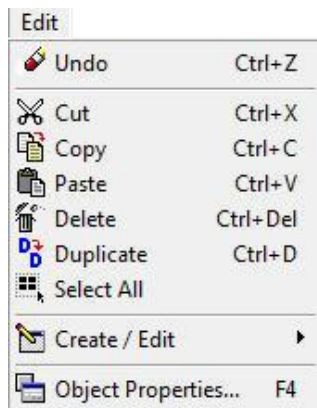 Edit
Undo Ctrl+Z
Cut Ctrl+X
Copy Ctrl+C
Paste Ctrl+V
Delete Ctrl+Del
Duplicate Ctrl+D
Select All
Create / Edit
Object Properties... F4